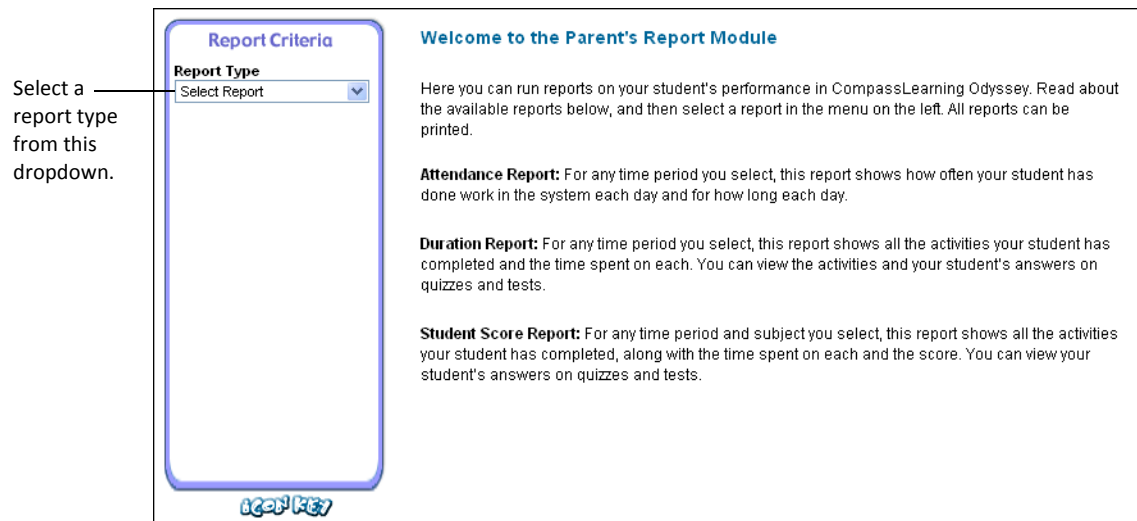 Select a
report type
from this
dropdown.
Report Criteria
Report Type
Select Report
ICON KEY
Welcome to the Parent's Report Module
Here you can run reports on your student's performance in CompassLearning Odyssey. Read about
the available reports below, and then select a report in the menu on the left. All reports can be
printed.
Attendance Report: For any time period you select, this report shows how often your student has
done work in the system each day and for how long each day.
Duration Report: For any time period you select, this report shows all the activities your student has
completed and the time spent on each. You can view the activities and your student's answers on
quizzes and tests.
Student Score Report: For any time period and subject you select, this report shows all the activities
your student has completed, along with the time spent on each and the score. You can view your
student's answers on quizzes and tests.